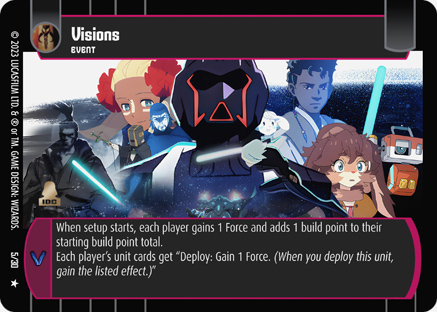 Visions
EVENT
When setup starts, each player gains 1 Force and adds 1 build point to their
starting build point total.
Each player's unit cards get "Deploy: Gain 1 Force. (When you deploy this unit,
gain the listed effect.)"
V
© 2023 LUCASFILM LTD. & ® or TM. GAME DESIGN: WIZARDS.
5/30